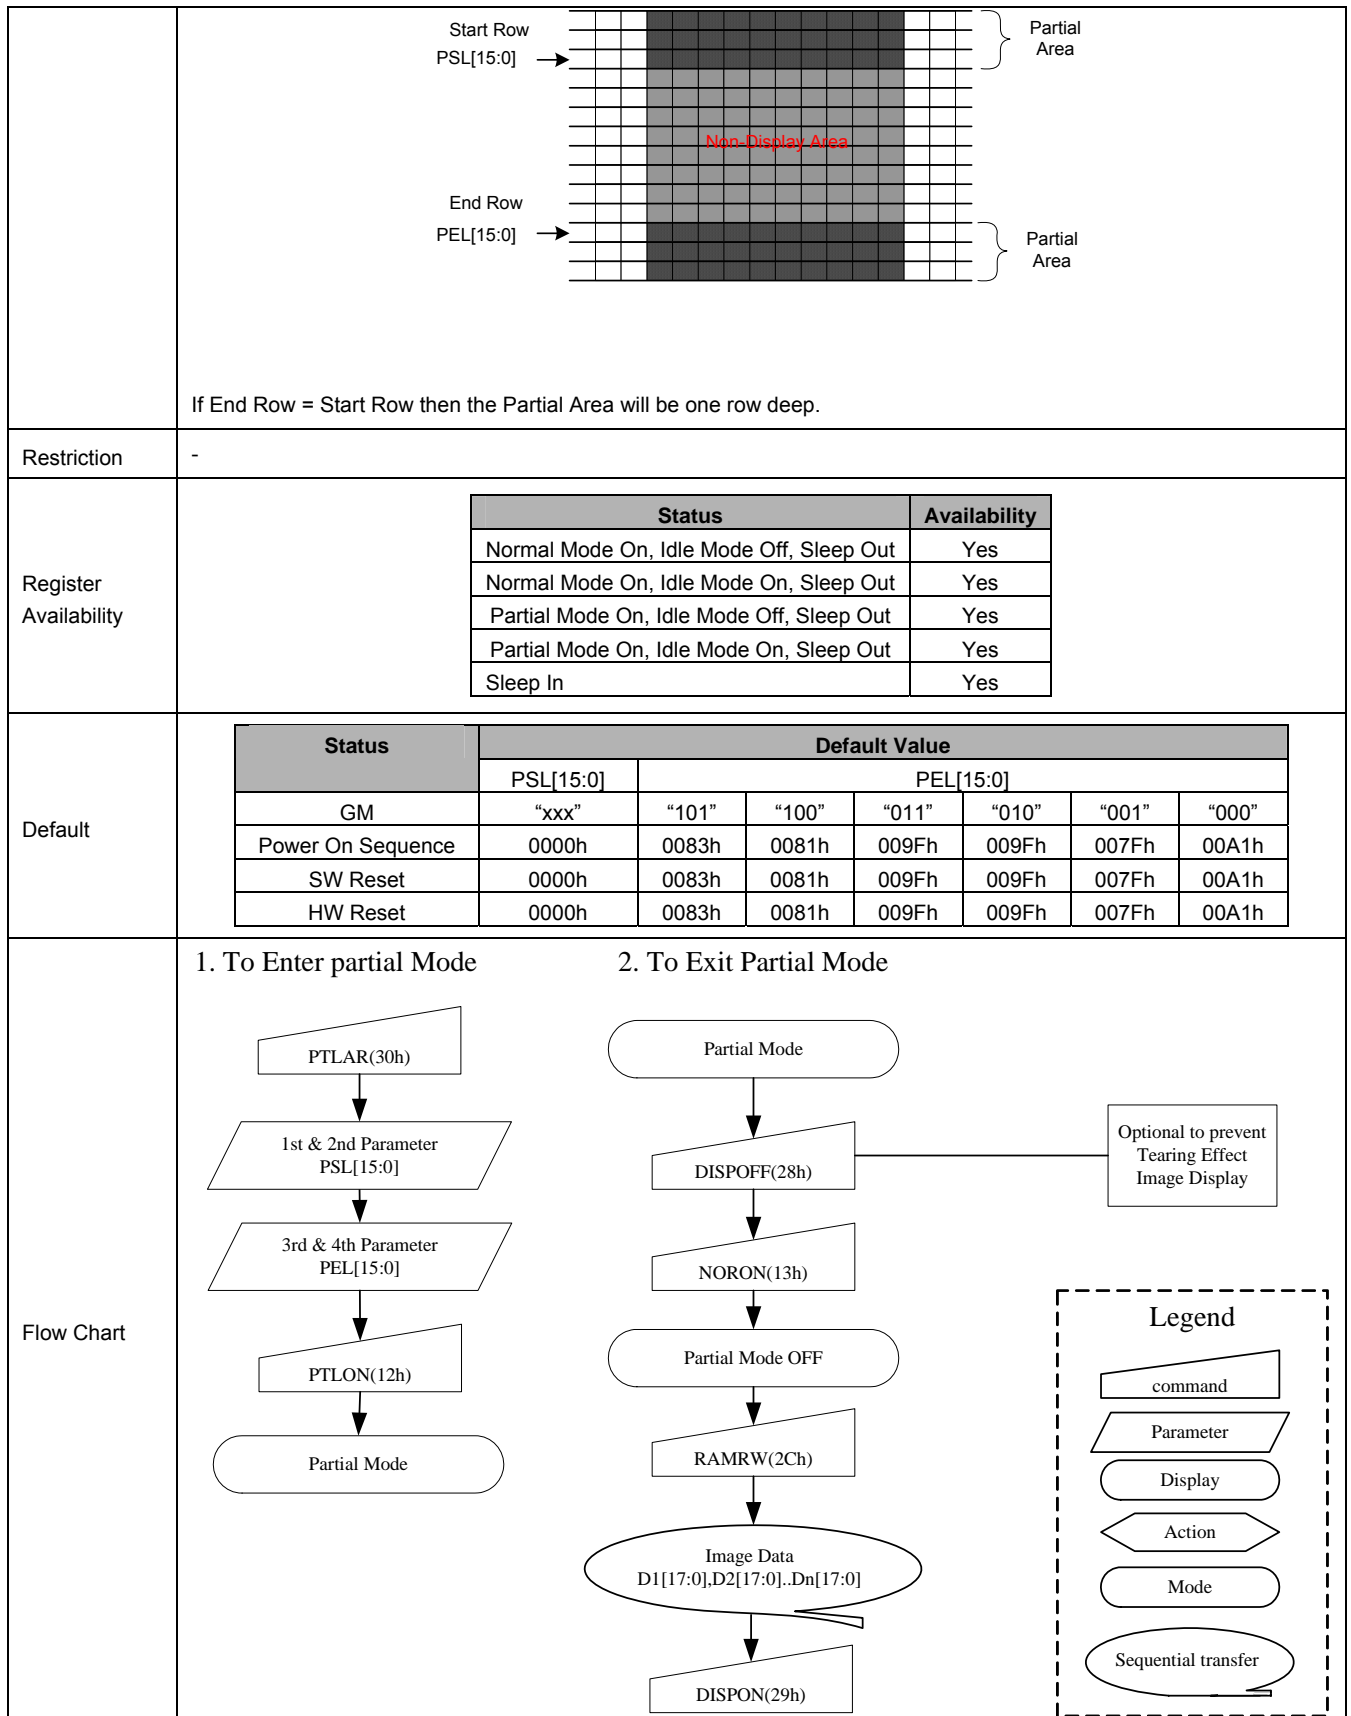 Start Row
PSL[15:0]
Partial
Area
Non-Display Area
End Row
PEL[15:0]
Partial
Area
If End Row = Start Row then the Partial Area will be one row deep.
Restriction -
Register
Availability
Status Availability
Normal Mode On, Idle Mode Off, Sleep Out Yes
Normal Mode On, Idle Mode On, Sleep Out Yes
Partial Mode On, Idle Mode Off, Sleep Out Yes
Partial Mode On, Idle Mode On, Sleep Out Yes
Sleep In Yes
Default
Status Default Value
PSL[15:0] PEL[15:0]
GM “xxx” “101” “100” “011” “010” “001” “000”
Power On Sequence 0000h 0083h 0081h 009Fh 009Fh 007Fh 00A1h
SW Reset 0000h 0083h 0081h 009Fh 009Fh 007Fh 00A1h
HW Reset 0000h 0083h 0081h 009Fh 009Fh 007Fh 00A1h
Flow Chart
1. To Enter partial Mode
PTLAR(30h)
1st & 2nd Parameter
PSL[15:0]
3rd & 4th Parameter
PEL[15:0]
PTLON(12h)
Partial Mode
2. To Exit Partial Mode
Partial Mode
DISPOFF(28h)
Optional to prevent
Tearing Effect
Image Display
NORON(13h)
Partial Mode OFF
RAMRW(2Ch)
Image Data
D1[17:0],D2[17:0]..Dn[17:0]
DISPON(29h)
Legend
command
Parameter
Display
Action
Mode
Sequential transfer